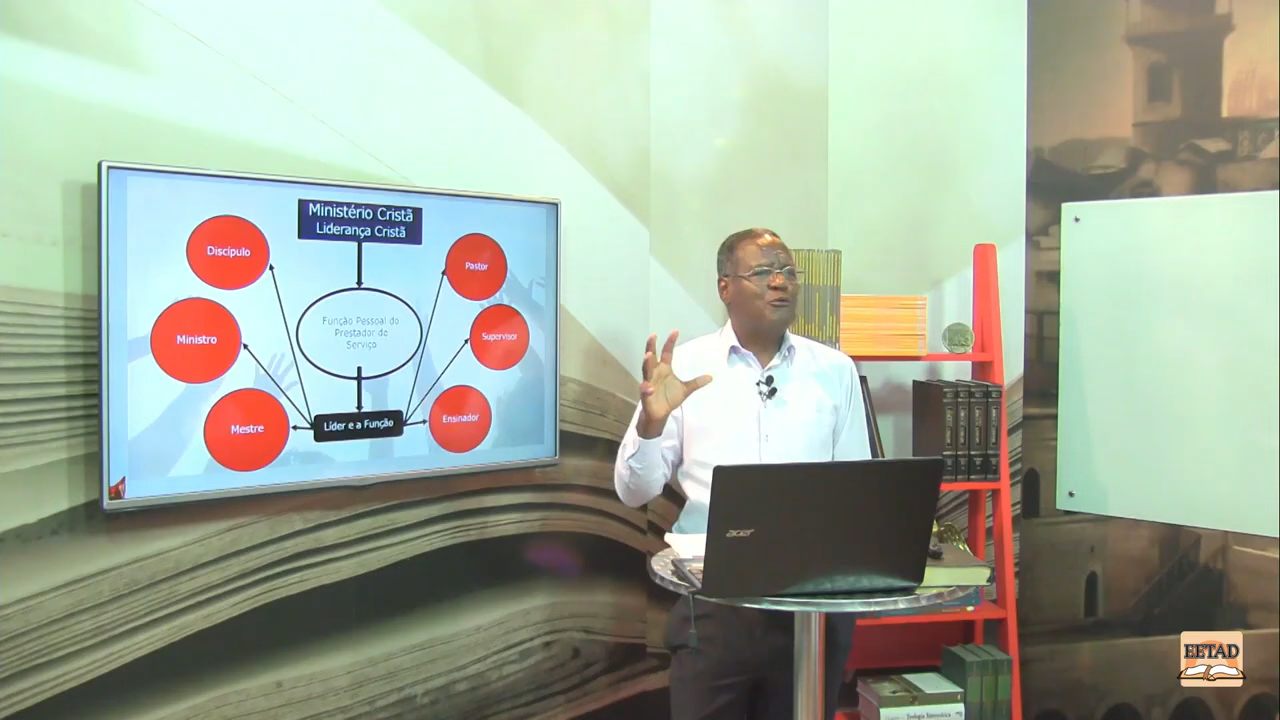 Ministério Cristã
Liderança Cristã
Discípulo
Pastor
Função Pessoal do
Prestador de
Serviço
Ministro
Supervisor
Mestre
Líder e a Função
Ensinador
acer
EETAD
Teologia Sistemática